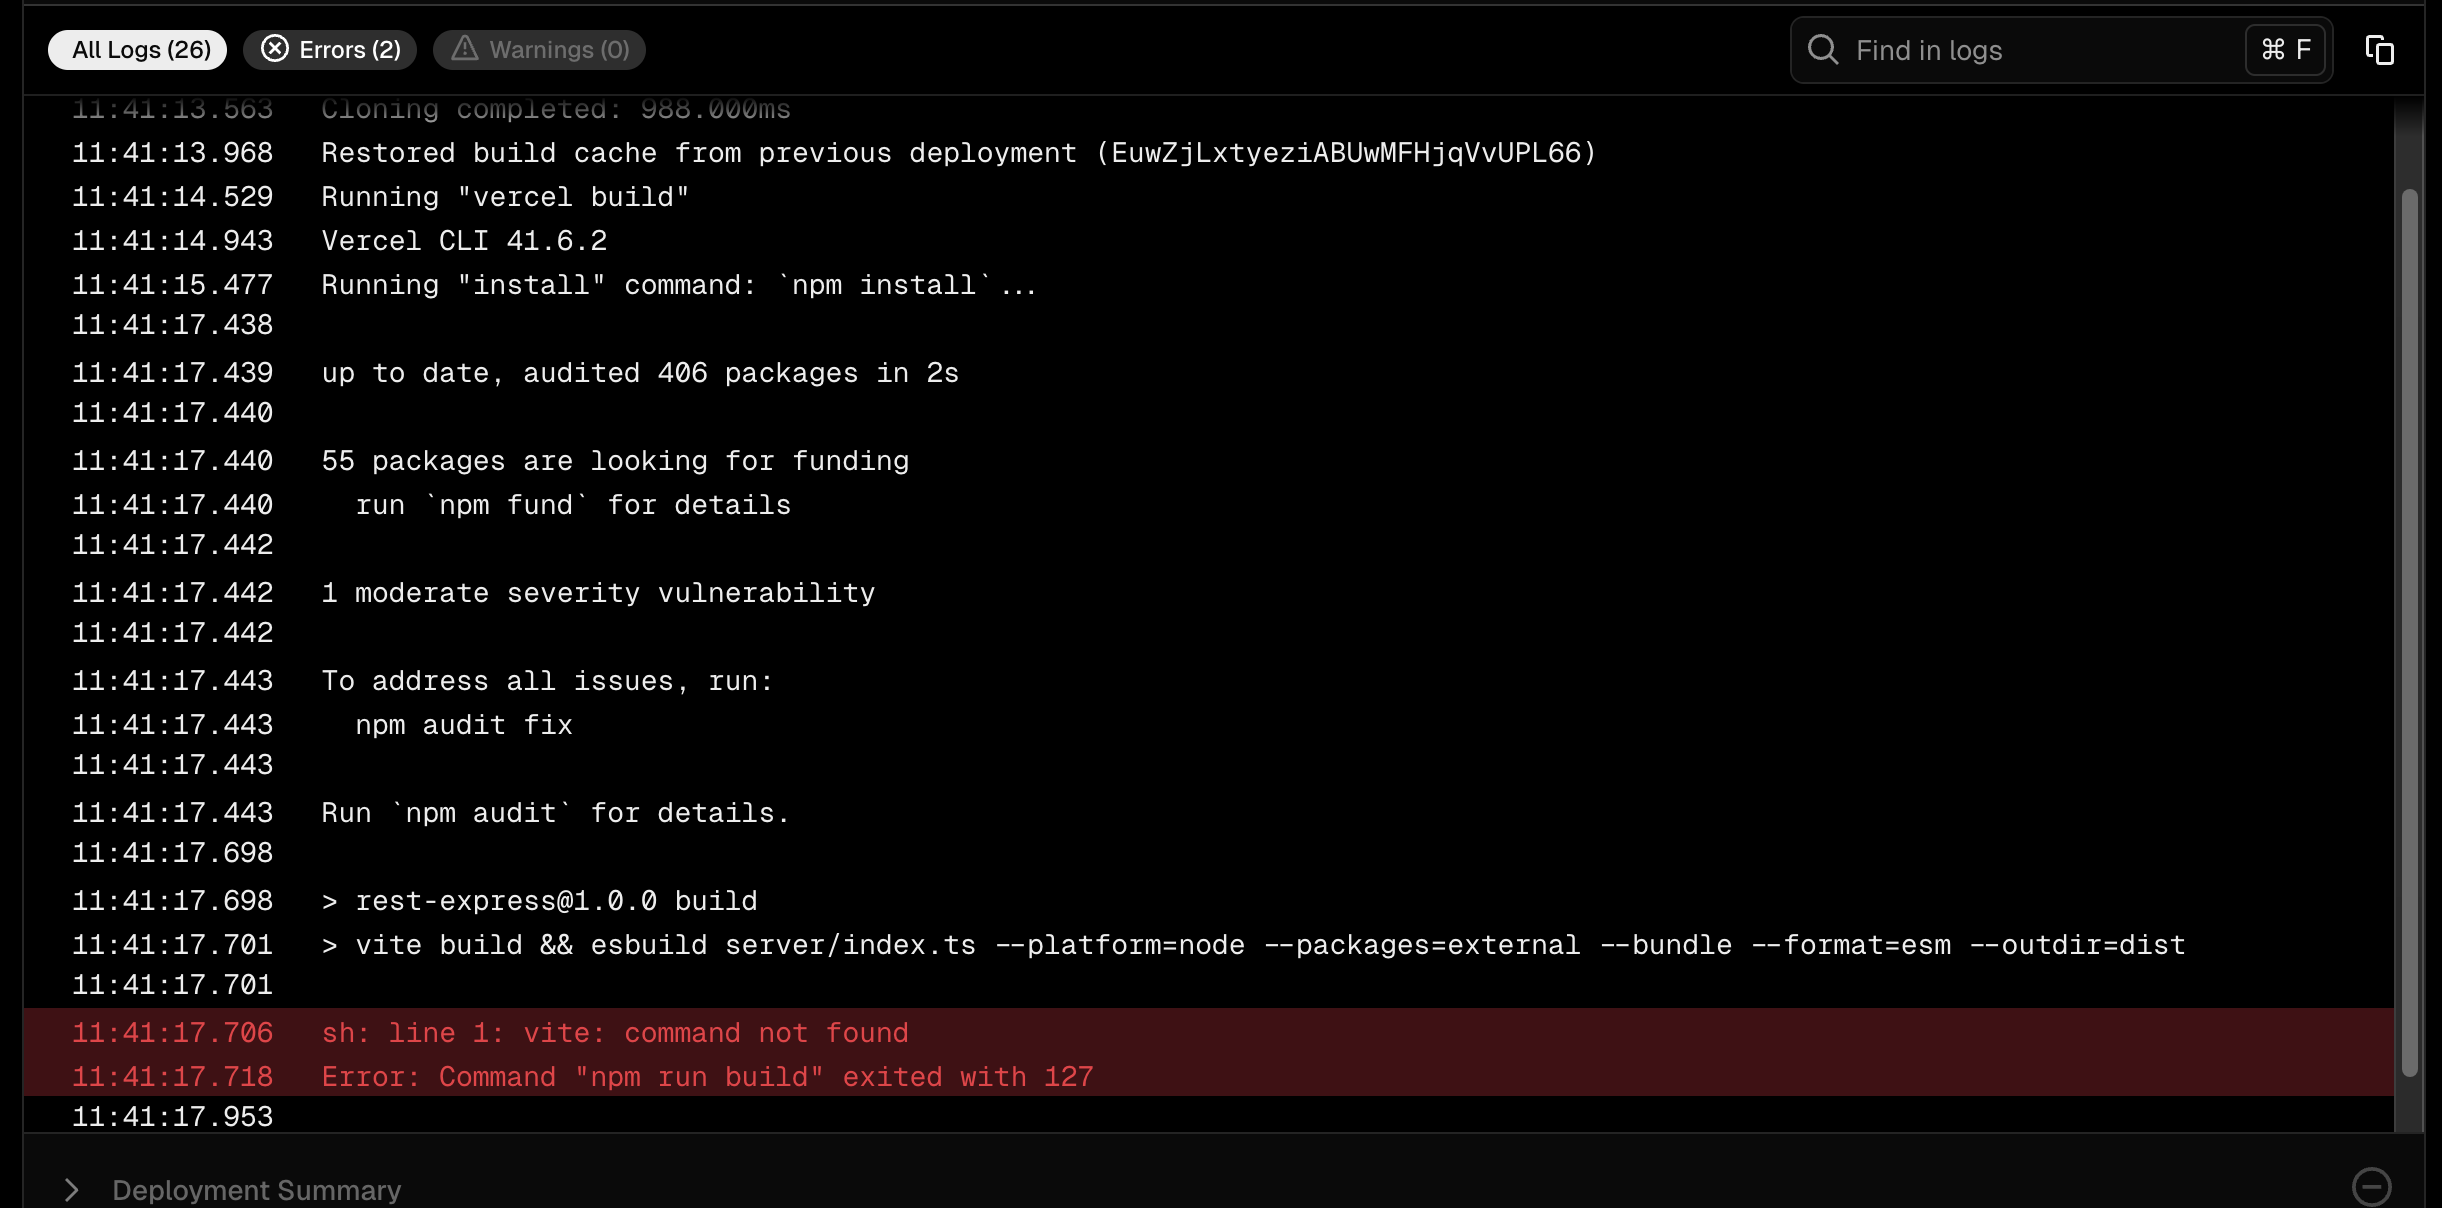 All Logs (26) Errors (2) Warnings (0) Find in logs ⌘ F
11:41:13.563 Cloning completed: 988.000ms
11:41:13.968 Restored build cache from previous deployment (EuwZjLxtyeziABUwMFHjqVvUPL66)
11:41:14.529 Running "vercel build"
11:41:14.943 Vercel CLI 41.6.2
11:41:15.477 Running "install" command: `npm install`...
11:41:17.438
11:41:17.439 up to date, audited 406 packages in 2s
11:41:17.440
11:41:17.440 55 packages are looking for funding
11:41:17.440   run `npm fund` for details
11:41:17.442
11:41:17.442 1 moderate severity vulnerability
11:41:17.442
11:41:17.443 To address all issues, run:
11:41:17.443   npm audit fix
11:41:17.443
11:41:17.443 Run `npm audit` for details.
11:41:17.698
11:41:17.698 > rest-express@1.0.0 build
11:41:17.701 > vite build && esbuild server/index.ts --platform=node --packages=external --bundle --format=esm --outdir=dist
11:41:17.701
11:41:17.706 sh: line 1: vite: command not found
11:41:17.718 Error: Command "npm run build" exited with 127
11:41:17.953
Deployment Summary